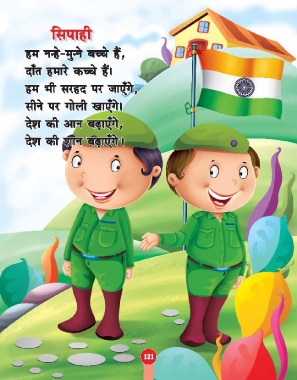 सिपाही
हम नन्हे-मुन्ने बच्चे हैं,
दाँत हमारे कच्चे हैं।
हम भी सरहद पर जाएँगे,
सीने पर गोली खाएँगे।
देश की आन बढ़ाएँगे,
देश की शान बढ़ाएँगे।
121